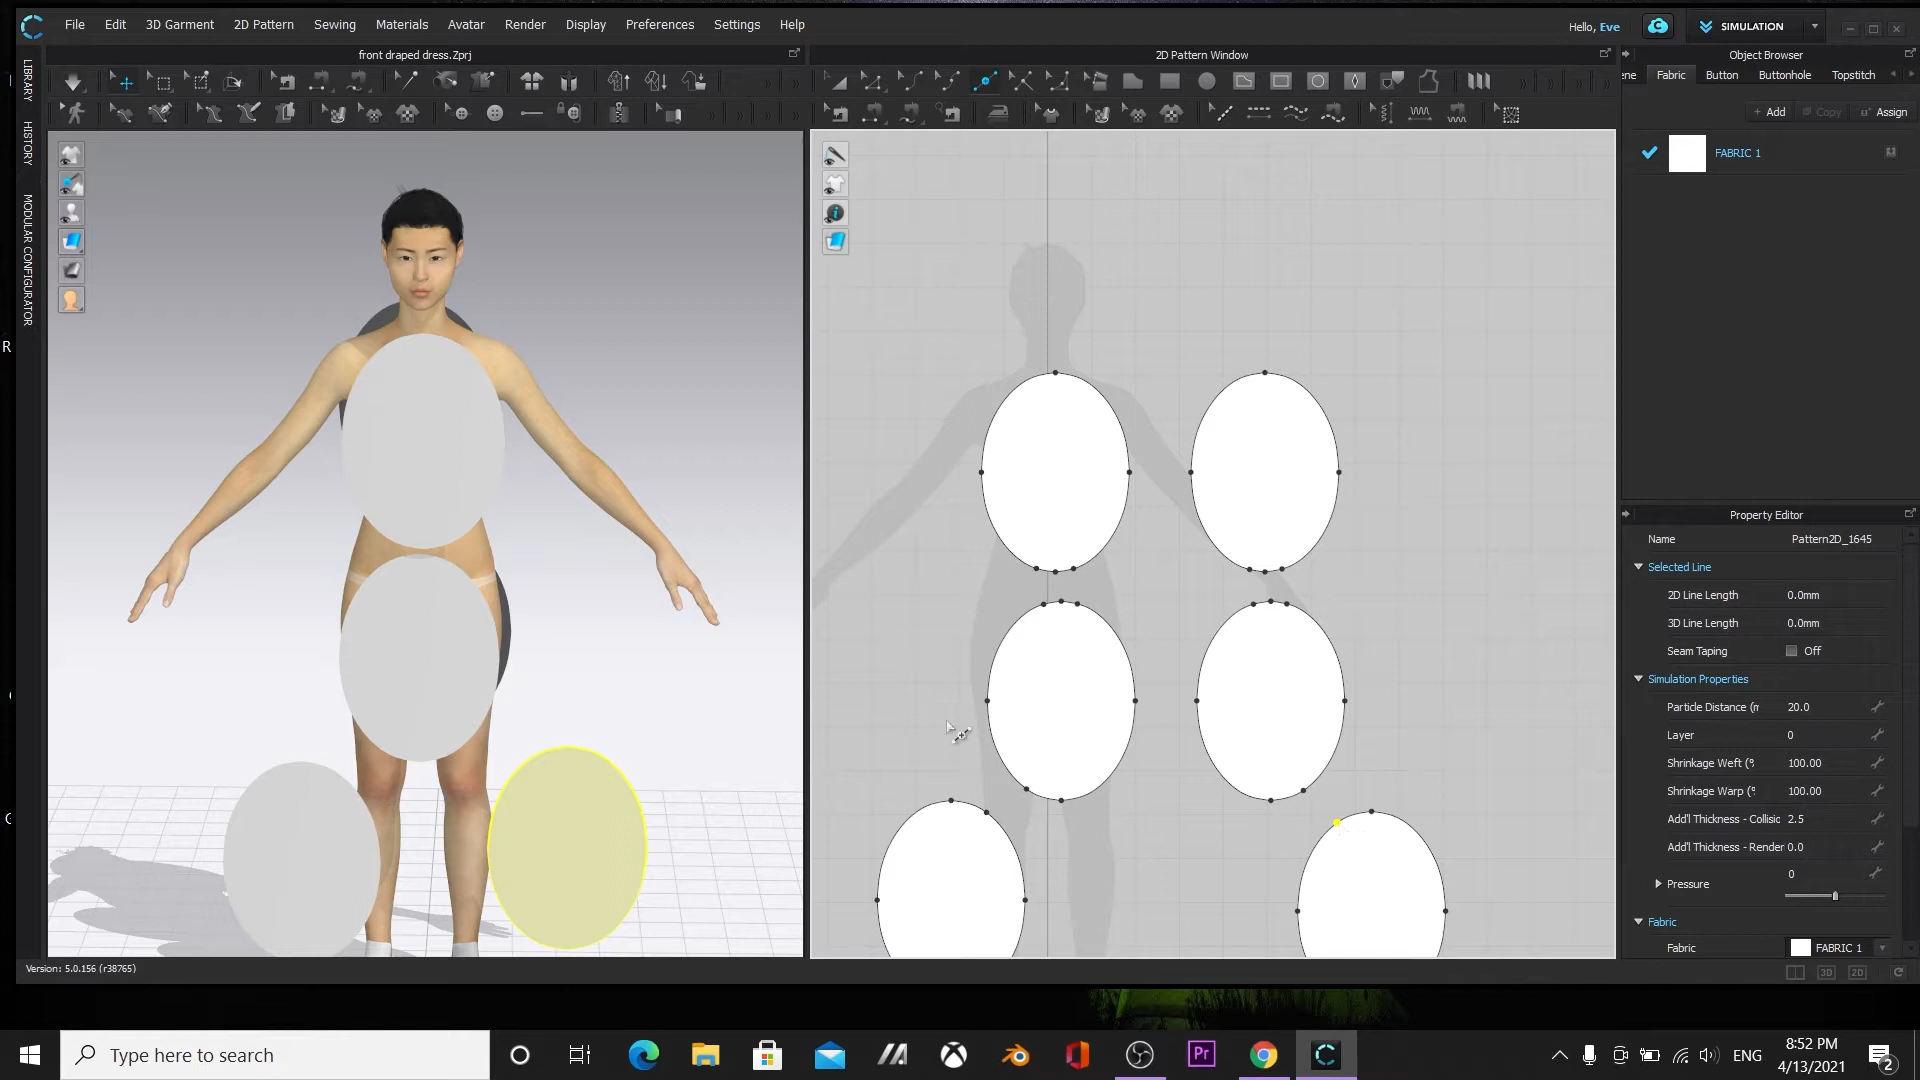 File Edit 3D Garment 2D Pattern Sewing Materials Avatar Render Display Preferences Settings Help
Hello, Eve
SIMULATION
front draped dress.Zprj
2D Pattern Window
Object Browser
ene Fabric Button Buttonhole Topstitch
+ Add Copy Assign
FABRIC 1
LIBRARY
HISTORY
MODULAR CONFIGURATOR
R
G
Property Editor
Name Pattern2D_1645
Selected Line
2D Line Length 0.0mm
3D Line Length 0.0mm
Seam Taping Off
Simulation Properties
Particle Distance (m 20.0
Layer 0
Shrinkage Weft (% 100.00
Shrinkage Warp (% 100.00
Add'l Thickness - Collisic 2.5
Add'l Thickness - Render 0.0
Pressure 0
Fabric
Fabric FABRIC 1
Version: 5.0.156 (r38765)
3D 2D
Type here to search
Pr
ENG
8:52 PM
4/13/2021
2